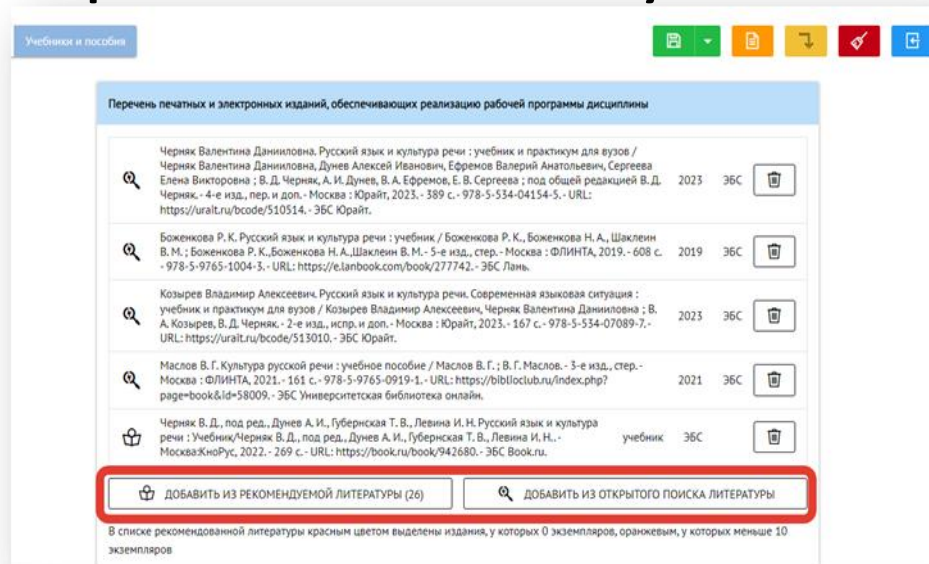 Учебники и пособия
Перечень печатных и электронных изданий, обеспечивающих реализацию рабочей программы дисциплины
Черняк Валентина Данииловна. Русский язык и культура речи : учебник и практикум для вузов /
Черняк Валентина Данииловна, Дунев Алексей Иванович, Ефремов Валерий Анатольевич, Сергеева
Елена Викторовна ; В. Д. Черняк, А. И. Дунев, В. А. Ефремов, Е. В. Сергеева ; под общей редакцией В. Д.
Черняк. - 4-е изд., пер. и доп. - Москва : Юрайт, 2023. - 389 с. - 978-5-534-04154-5. - URL:
https://urait.ru/bcode/510514. - ЭБС Юрайт.
2023 ЭБС
Боженкова Р. К. Русский язык и культура речи : учебник / Боженкова Р. К., Боженкова Н. А., Шаклеин
В. М. ; Боженкова Р. К.,Боженкова Н. А.,Шаклеин В. М. - 5-е изд., стер. - Москва : ФЛИНТА, 2019. - 608 с.
- 978-5-9765-1004-3. - URL: https://e.lanbook.com/book/277742. - ЭБС Лань.
2019 ЭБС
Козырев Владимир Алексеевич. Русский язык и культура речи. Современная языковая ситуация :
учебник и практикум для вузов / Козырев Владимир Алексеевич, Черняк Валентина Данииловна ; В.
А. Козырев, В. Д. Черняк. - 2-е изд., испр. и доп. - Москва : Юрайт, 2023. - 167 с. - 978-5-534-07089-7. -
URL: https://urait.ru/bcode/513010. - ЭБС Юрайт.
2023 ЭБС
Маслов В. Г. Культура русской речи : учебное пособие / Маслов В. Г. ; В. Г. Маслов. - 3-е изд., стер. -
Москва : ФЛИНТА, 2021. - 161 с. - 978-5-9765-0919-1. - URL: https://biblioclub.ru/index.php?
page=book&id=58009. - ЭБС Университетская библиотека онлайн.
2021 ЭБС
Черняк В. Д., под ред., Дунев А. И., Губернская Т. В., Левина И. Н. Русский язык и культура
речи : Учебник/Черняк В. Д., под ред., Дунев А. И., Губернская Т. В., Левина И. Н.. -
Москва:КноРус, 2022. - 269 с. - URL: https://book.ru/book/942680. - ЭБС Book.ru.
учебник ЭБС
ДОБАВИТЬ ИЗ РЕКОМЕНДУЕМОЙ ЛИТЕРАТУРЫ (26)
ДОБАВИТЬ ИЗ ОТКРЫТОГО ПОИСКА ЛИТЕРАТУРЫ
В списке рекомендованной литературы красным цветом выделены издания, у которых 0 экземпляров, оранжевым, у которых меньше 10
экземпляров